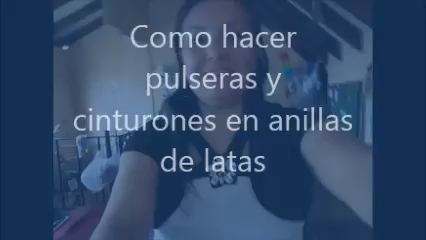 Como hacer
pulseras y
cinturones en anillas
de latas